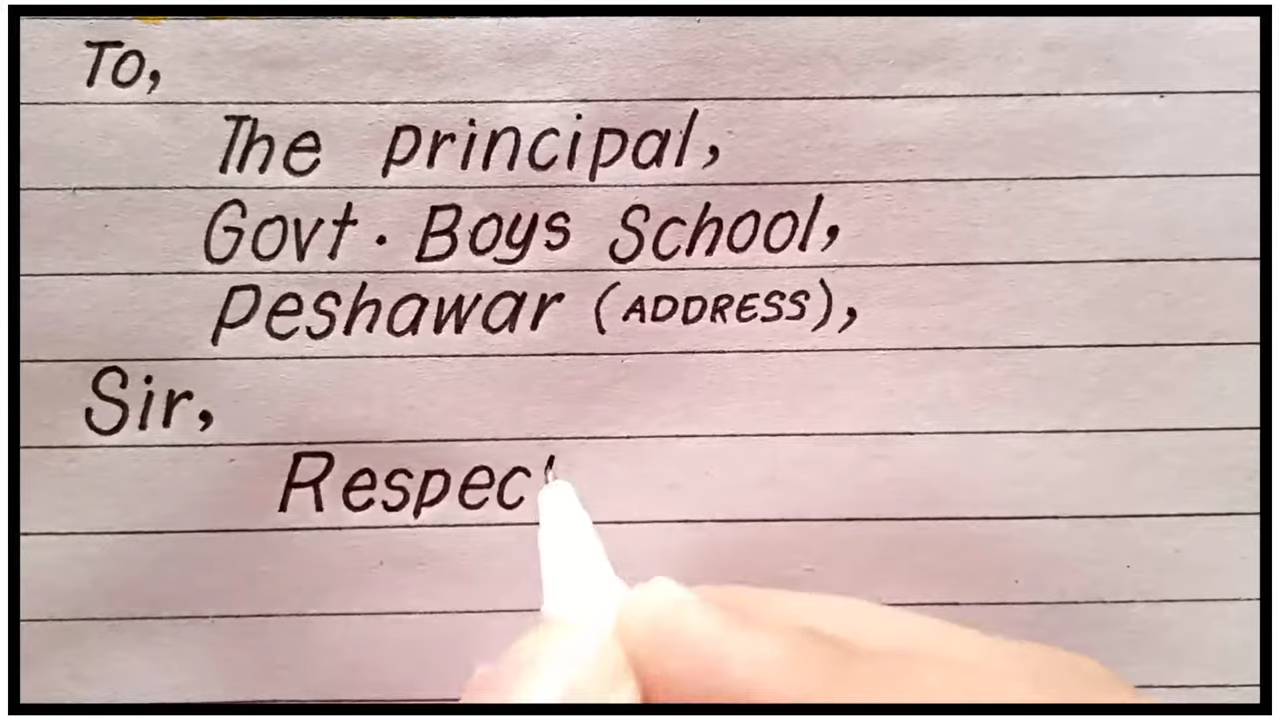 To,
The principal,
Govt. Boys School,
Peshawar (ADDRESS),
Sir,
Respec